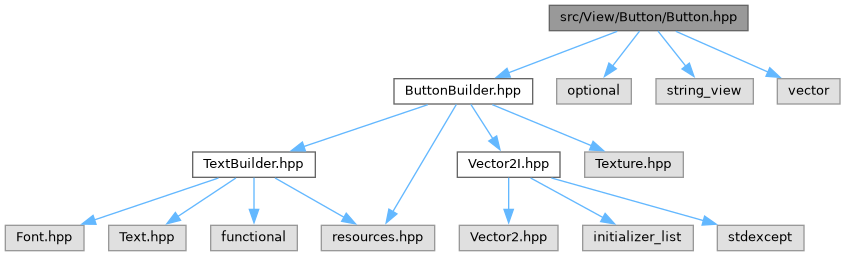 src/View/Button/Button.hpp
ButtonBuilder.hpp
optional
string_view
vector
TextBuilder.hpp
Vector2I.hpp
Texture.hpp
Font.hpp
Text.hpp
functional
resources.hpp
Vector2.hpp
initializer_list
stdexcept